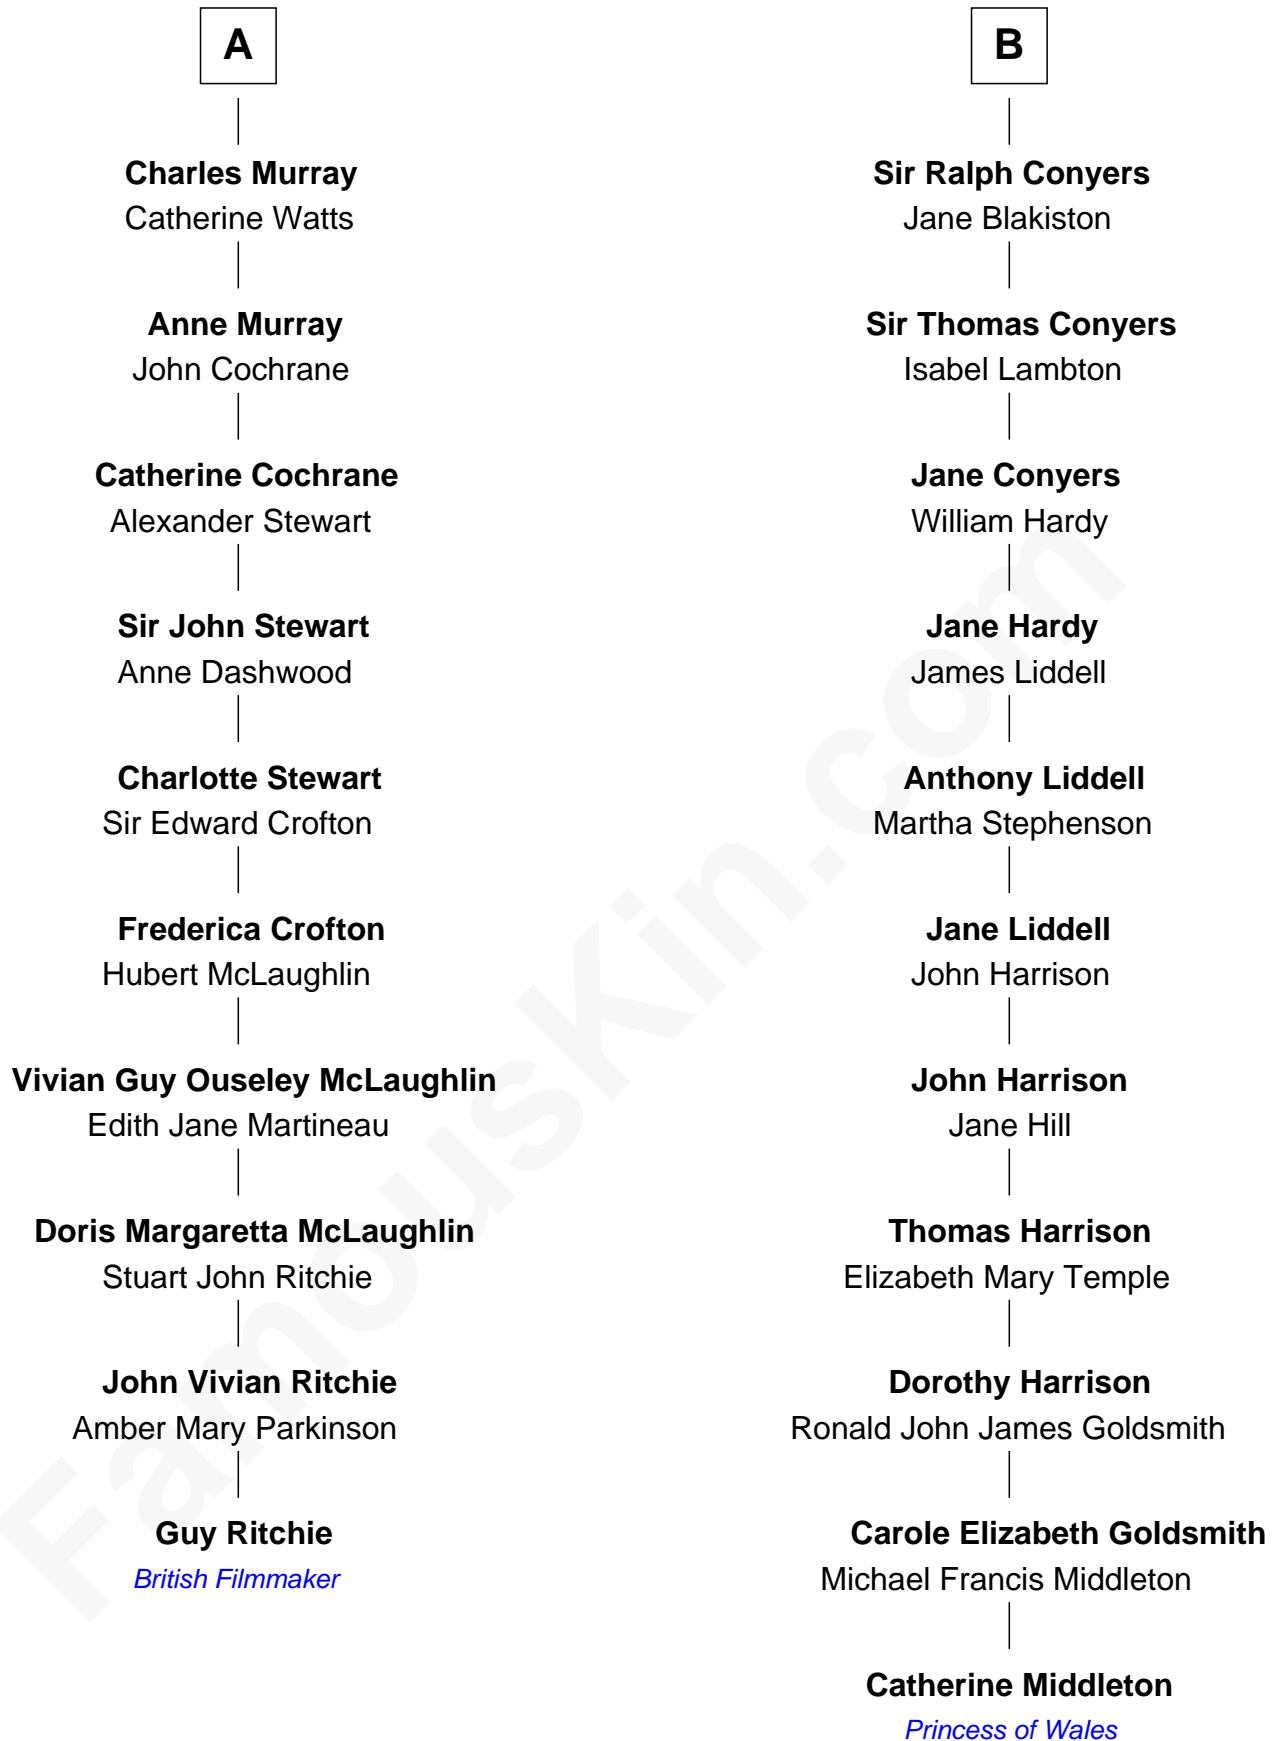 A
Charles Murray
Catherine Watts
Anne Murray
John Cochrane
Catherine Cochrane
Alexander Stewart
Sir John Stewart
Anne Dashwood
Charlotte Stewart
Sir Edward Crofton
Frederica Crofton
Hubert McLaughlin
Vivian Guy Ouseley McLaughlin
Edith Jane Martineau
Doris Margaretta McLaughlin
Stuart John Ritchie
John Vivian Ritchie
Amber Mary Parkinson
Guy Ritchie
British Filmmaker
B
Sir Ralph Conyers
Jane Blakiston
Sir Thomas Conyers
Isabel Lambton
Jane Conyers
William Hardy
Jane Hardy
James Liddell
Anthony Liddell
Martha Stephenson
Jane Liddell
John Harrison
John Harrison
Jane Hill
Thomas Harrison
Elizabeth Mary Temple
Dorothy Harrison
Ronald John James Goldsmith
Carole Elizabeth Goldsmith
Michael Francis Middleton
Catherine Middleton
Princess of Wales
FamousKin.com